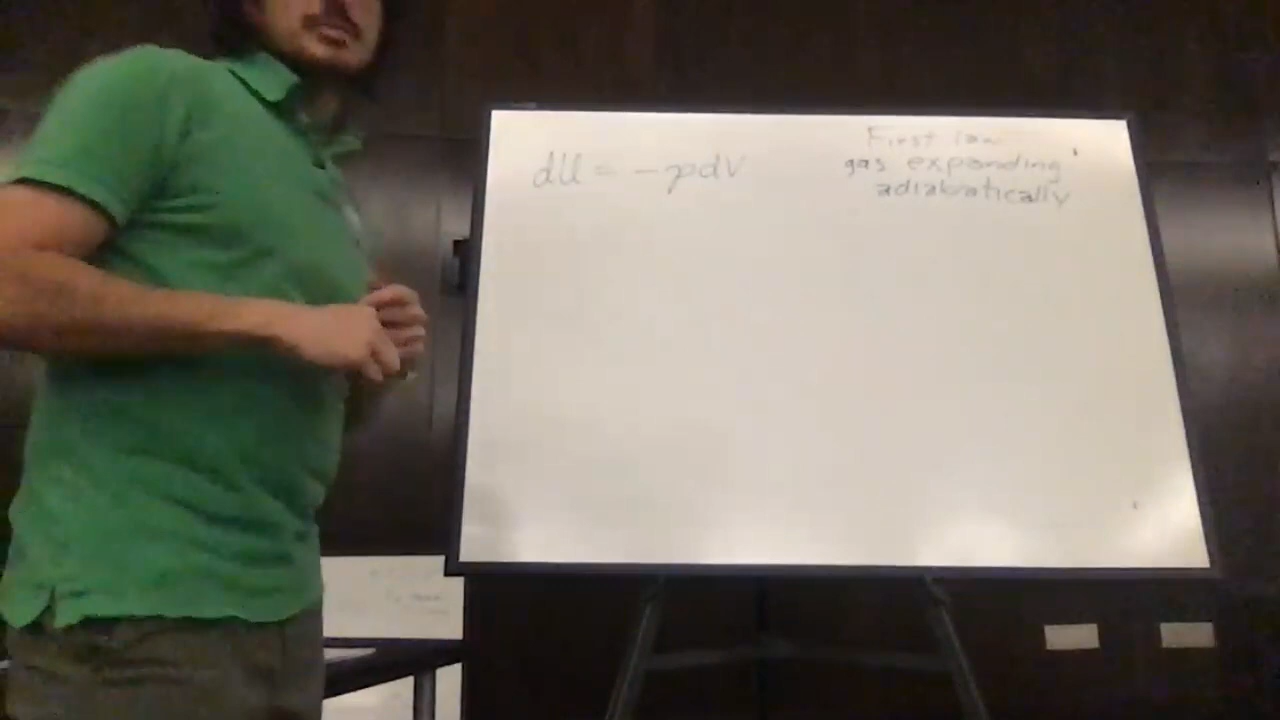 dU = -pdV
First law
gas expanding
adiabatically